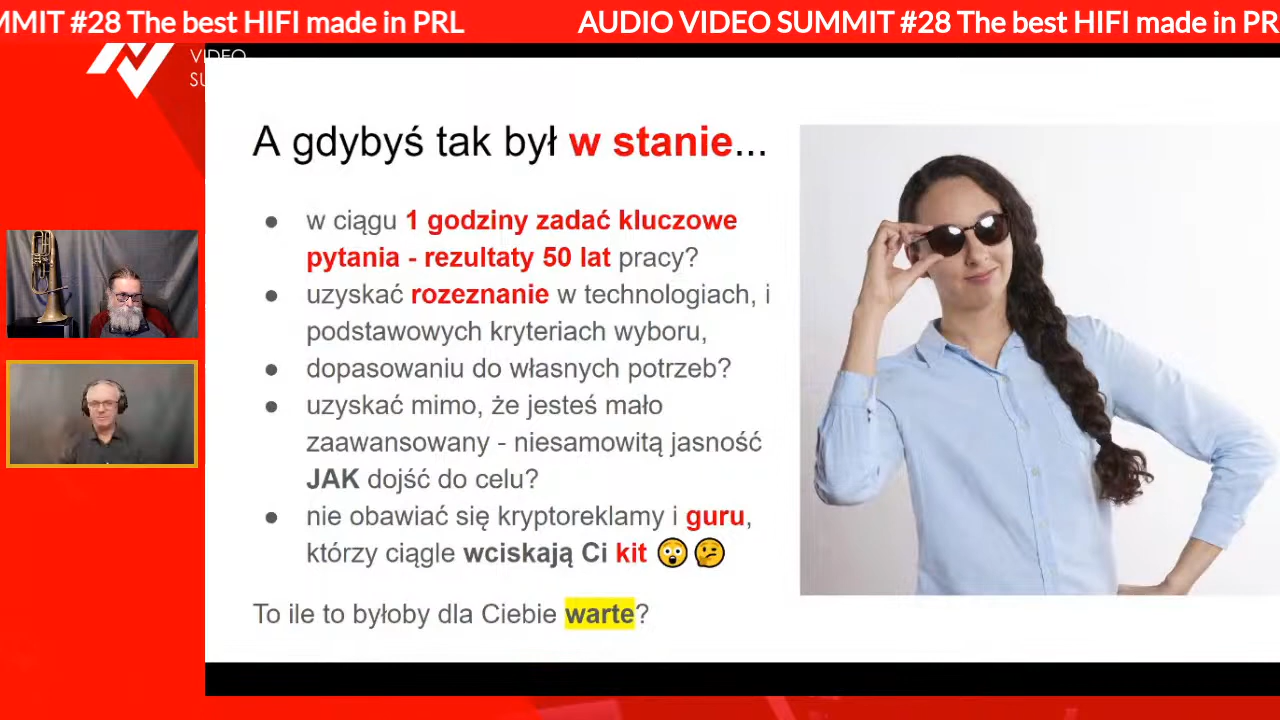 MMIT #28 The best HIFI made in PRL AUDIO VIDEO SUMMIT #28 The best HIFI made in PR
VIDEO
SU
A gdybyś tak był w stanie...
● w ciągu 1 godziny zadać kluczowe
pytania - rezultaty 50 lat pracy?
● uzyskać rozeznanie w technologiach, i
podstawowych kryteriach wyboru,
● dopasowaniu do własnych potrzeb?
● uzyskać mimo, że jesteś mało
zaawansowany - niesamowitą jasność
JAK dojść do celu?
● nie obawiać się kryptoreklamy i guru,
którzy ciągle wciskają Ci kit 😲🤔
To ile to byłoby dla Ciebie warte?